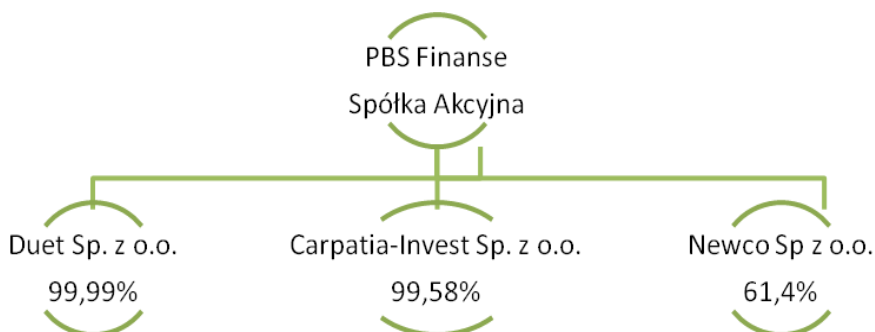 PBS Finanse
Spółka Akcyjna
Duet Sp. z o.o.
99,99%
Carpatia-Invest Sp. z o.o.
99,58%
Newco Sp z o.o.
61,4%